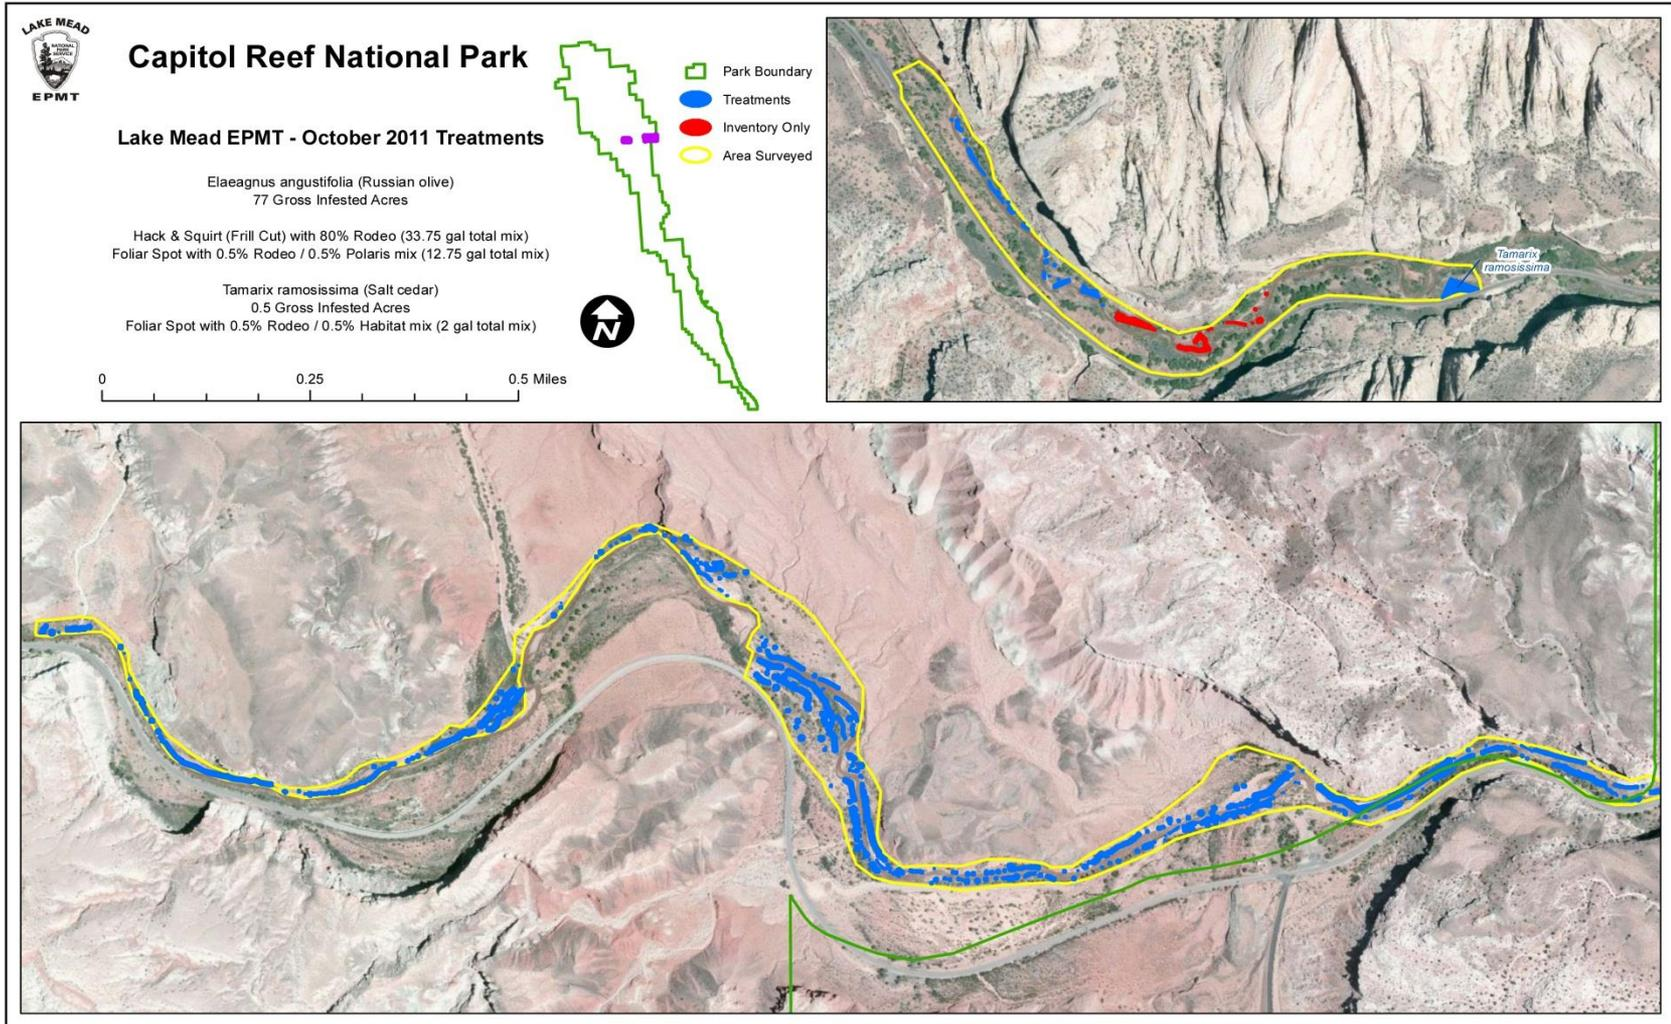 LAKE MEAD
NATIONAL
PARK
SERVICE
EPMT
Capitol Reef National Park
Lake Mead EPMT - October 2011 Treatments
Elaeagnus angustifolia (Russian olive)
77 Gross Infested Acres
Hack & Squirt (Frill Cut) with 80% Rodeo (33.75 gal total mix)
Foliar Spot with 0.5% Rodeo / 0.5% Polaris mix (12.75 gal total mix)
Tamarix ramosissima (Salt cedar)
0.5 Gross Infested Acres
Foliar Spot with 0.5% Rodeo / 0.5% Habitat mix (2 gal total mix)
0 0.25 0.5 Miles
N
Park Boundary
Treatments
Inventory Only
Area Surveyed
Tamarix
ramosissima